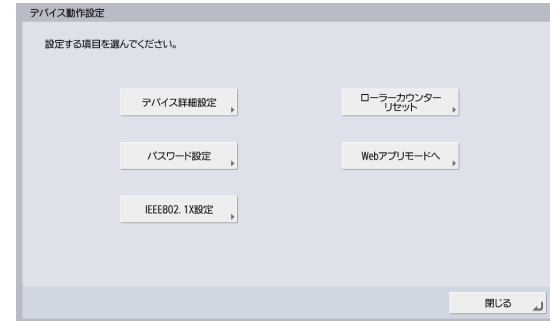 デバイス動作設定
設定する項目を選んでください。
デバイス詳細設定
ローラーカウンター
リセット
パスワード設定
Webアプリモードへ
IEEE802.1X設定
閉じる